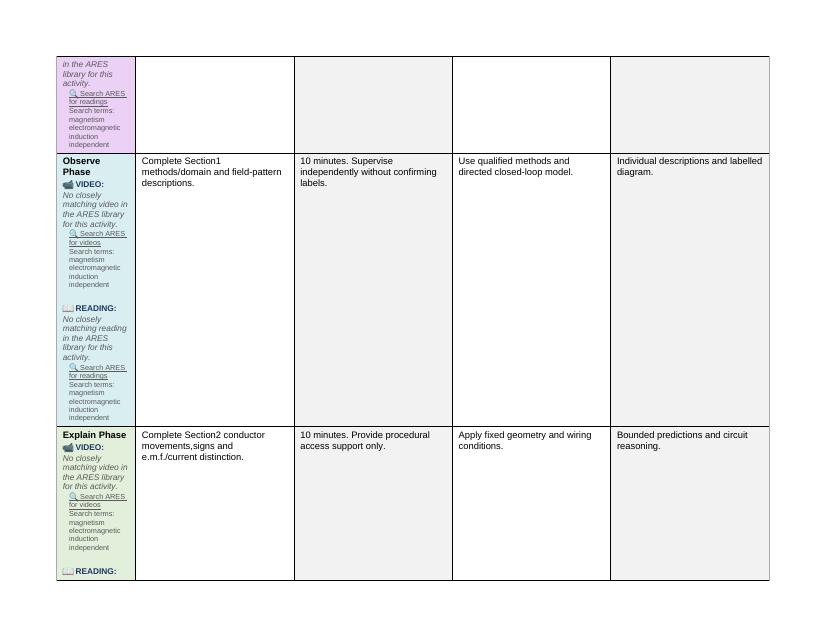 in the ARES
library for this
activity.
🔍 Search ARES
for readings
Search terms:
magnetism
electromagnetic
induction
independent
Observe
Phase
📹 VIDEO:
No closely
matching video in
the ARES library
for this activity.
🔍 Search ARES
for videos
Search terms:
magnetism
electromagnetic
induction
independent
📖 READING:
No closely
matching reading
in the ARES
library for this
activity.
🔍 Search ARES
for readings
Search terms:
magnetism
electromagnetic
induction
independent
Complete Section1
methods/domain and field-pattern
descriptions.
10 minutes. Supervise
independently without confirming
labels.
Use qualified methods and
directed closed-loop model.
Individual descriptions and labelled
diagram.
Explain Phase
📹 VIDEO:
No closely
matching video in
the ARES library
for this activity.
🔍 Search ARES
for videos
Search terms:
magnetism
electromagnetic
induction
independent
📖 READING:
Complete Section2 conductor
movements,signs and
e.m.f./current distinction.
10 minutes. Provide procedural
access support only.
Apply fixed geometry and wiring
conditions.
Bounded predictions and circuit
reasoning.